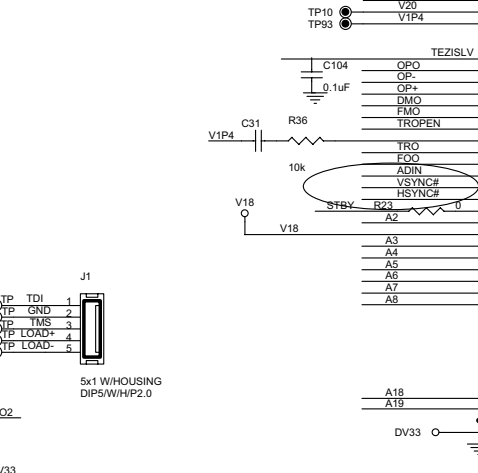 V20
TP10
V1P4
TP93
TEZISLV
C104
0.1uF
OPO
OP-
OP+
DMO
FMO
TROPEN
C31
R36
V1P4
TRO
FOO
10k
ADIN
VSYNC#
HSYNC#
V18
STBY R23 0
A2
V18
A3
A4
A5
A6
A7
A8
J1
TP TDI 1
TP GND 2
TP TMS 3
TP LOAD+ 4
TP LOAD- 5
5x1 W/HOUSING
DIP5/W/H/P2.0
A18
A19
O2
DV33
V33